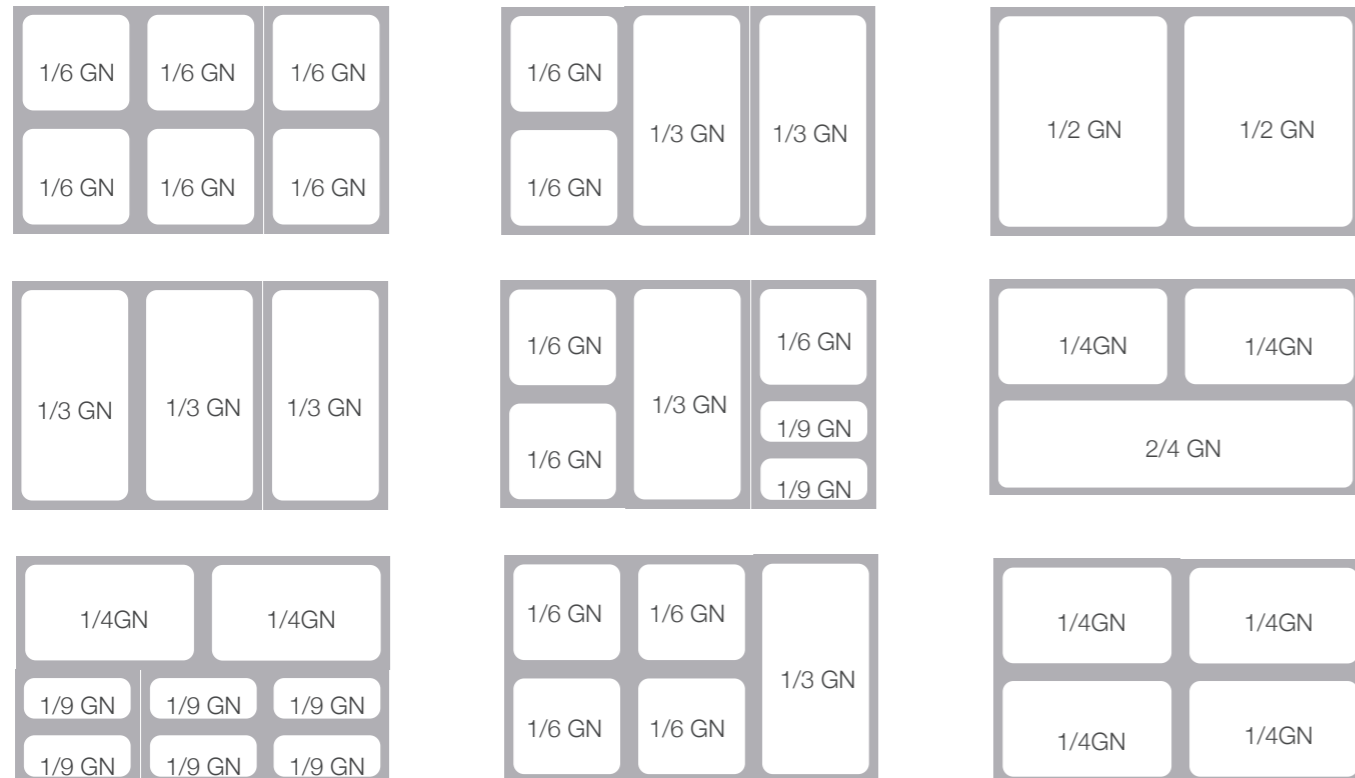 1/6 GN 1/6 GN 1/6 GN
1/6 GN 1/6 GN 1/6 GN
1/6 GN
1/3 GN 1/3 GN
1/6 GN
1/2 GN 1/2 GN
1/3 GN 1/3 GN 1/3 GN
1/6 GN 1/6 GN
1/3 GN
1/9 GN
1/6 GN
1/9 GN
1/4GN 1/4GN
2/4 GN
1/4GN 1/4GN
1/9 GN 1/9 GN 1/9 GN
1/9 GN 1/9 GN 1/9 GN
1/6 GN 1/6 GN
1/3 GN
1/6 GN 1/6 GN
1/4GN 1/4GN
1/4GN 1/4GN